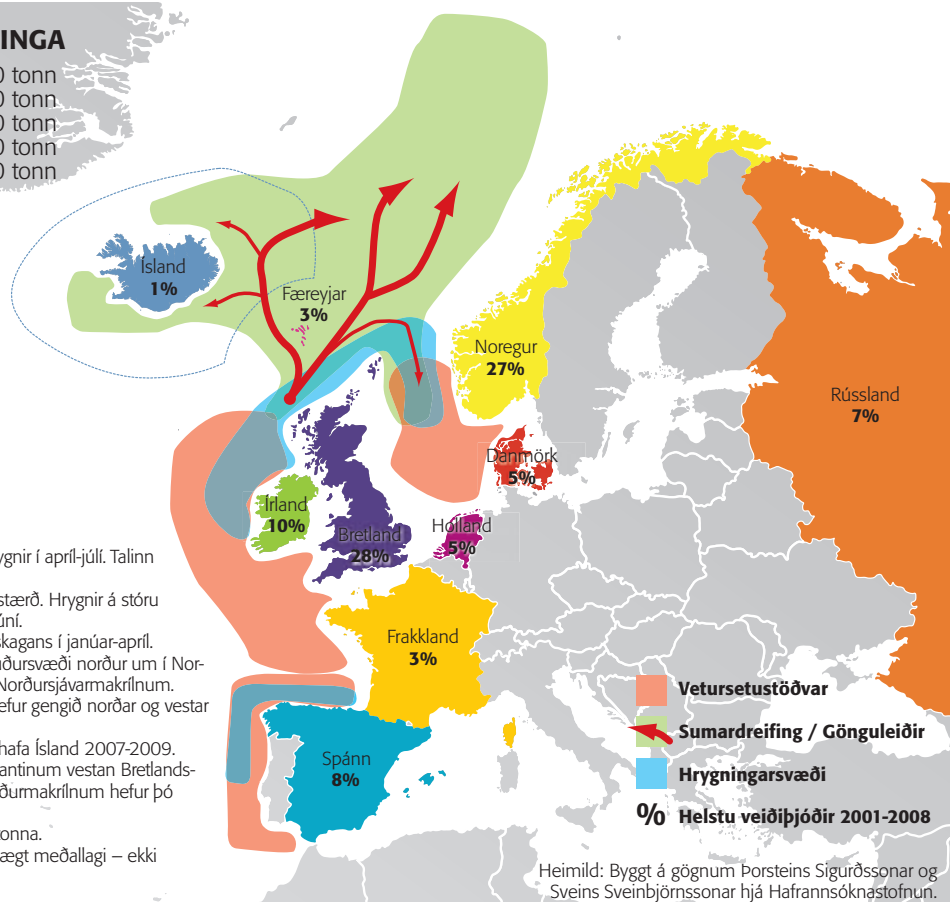 INGA
0 tonn
0 tonn
0 tonn
0 tonn
0 tonn
Ísland
1%
Færeyjar
3%
Noregur
27%
Rússland
7%
Danmörk
5%
Írland
10%
Bretland
28%
Holland
5%
Frakkland
3%
Spánn
8%
ygnir í apríl-júlí. Talinn
stærð. Hrygnir á stóru
úní.
skagans í janúar-apríl.
uðursvæði norður um í Nor-
Norðursjávarmakrílnum.
efur gengið norðar og vestar
hafa Ísland 2007-2009.
antinum vestan Bretlands-
ðurmakrílnum hefur þó
onna.
ægt meðallagi – ekki
Vetursetustöðvar
Sumardreifing / Gönguleiðir
Hrygningarsvæði
% Helstu veiðiþjóðir 2001-2008
Heimild: Byggt á gögnum Þorsteins Sigurðssonar og
Sveins Sveinbjörnssonar hjá Hafrannsóknastofnun.